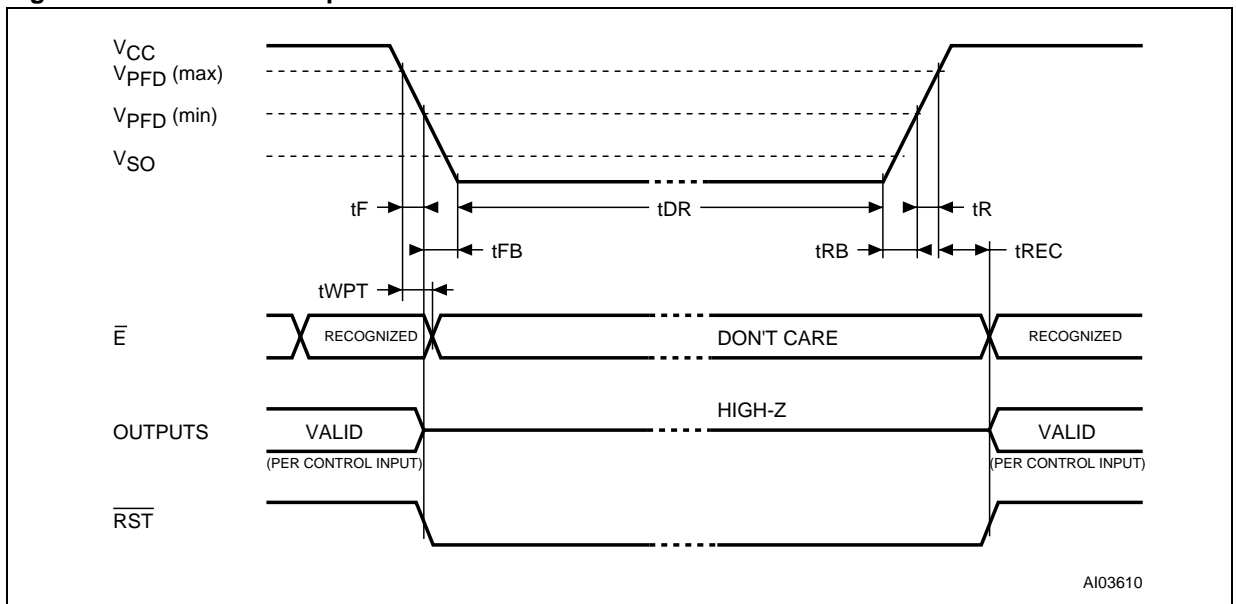 VCC
VPFD (max)
VPFD (min)
VSO
tF
tDR
tR
tFB
tRB
tREC
tWPT
E̅
RECOGNIZED
DON'T CARE
RECOGNIZED
HIGH-Z
OUTPUTS
VALID
VALID
(PER CONTROL INPUT)
(PER CONTROL INPUT)
R̅S̅T̅
AI03610